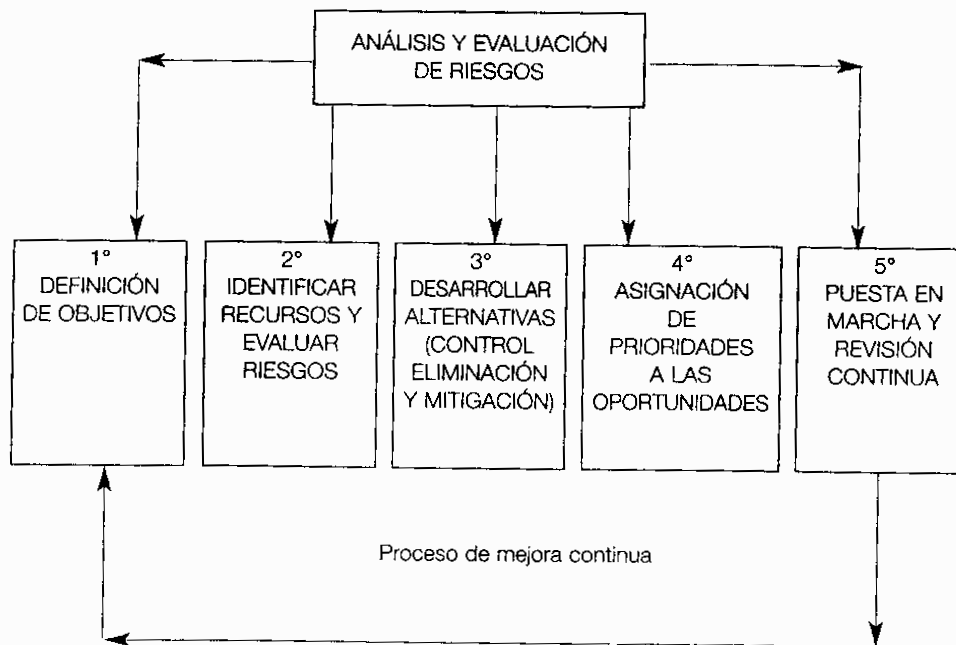 ANÁLISIS Y EVALUACIÓN
DE RIESGOS
1°
DEFINICIÓN
DE OBJETIVOS
2°
IDENTIFICAR
RECURSOS Y
EVALUAR
RIESGOS
3°
DESARROLLAR
ALTERNATIVAS
(CONTROL
ELIMINACIÓN
Y MITIGACIÓN)
4°
ASIGNACIÓN
DE
PRIORIDADES
A LAS
OPORTUNIDADES
5°
PUESTA EN
MARCHA Y
REVISIÓN
CONTINUA
Proceso de mejora continua